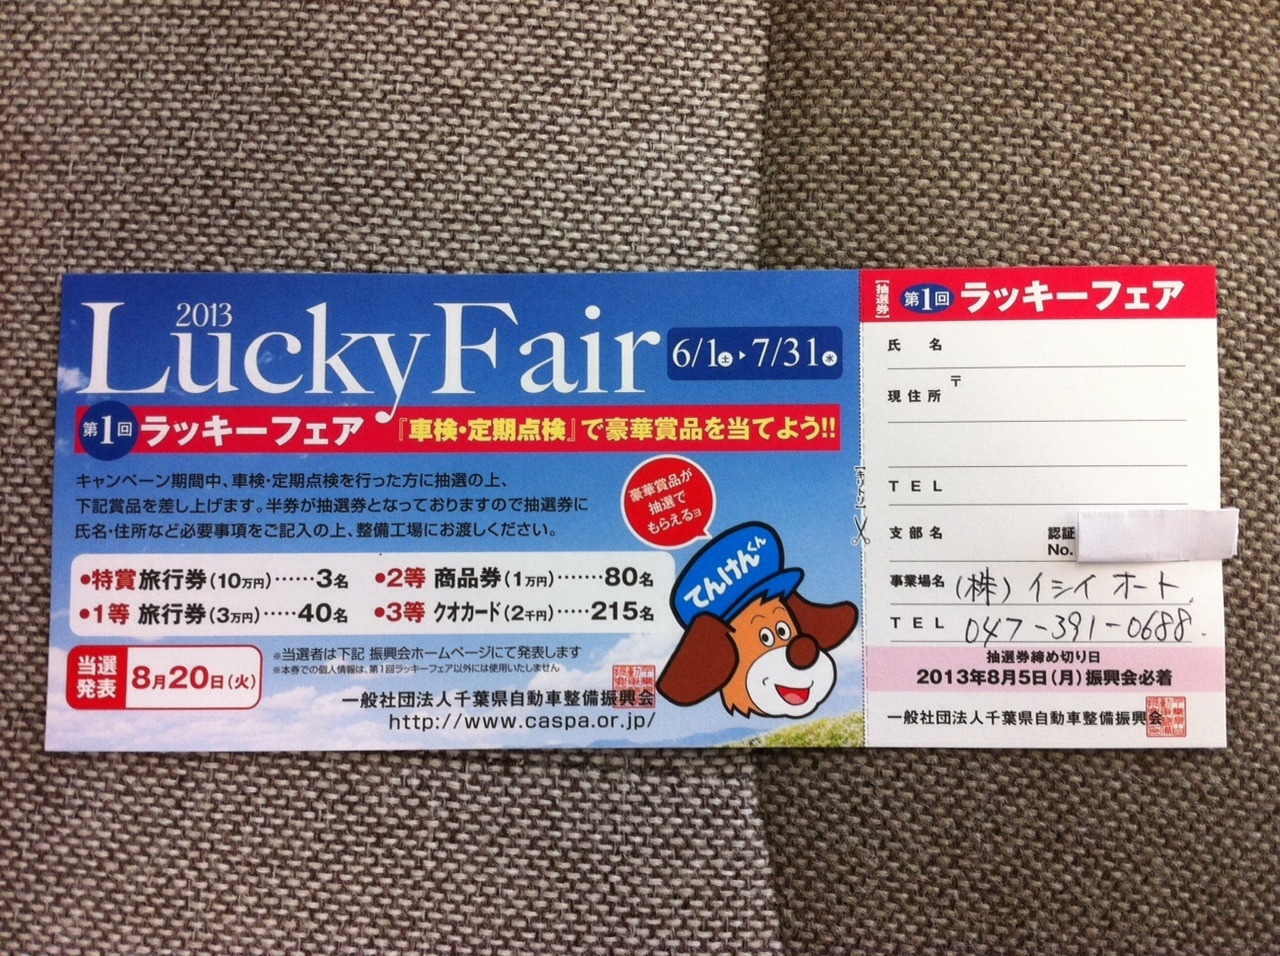 2013
Lucky Fair
6/1土▸7/31水
第1回 ラッキーフェア 『車検・定期点検』で豪華賞品を当てよう!!
キャンペーン期間中、車検・定期点検を行った方に抽選の上、
下記賞品を差し上げます。半券が抽選券となっておりますので抽選券に
氏名・住所など必要事項をご記入の上、整備工場にお渡しください。
豪華賞品が
抽選で
もらえるヨ
てんけんくん
•特賞 旅行券(10万円)……3名 •2等 商品券(1万円)……80名
•1等 旅行券(3万円)……40名 •3等 クオカード(2千円)……215名
当選
発表
8月20日(火)
※当選者は下記 振興会ホームページにて発表します
※本券での個人情報は、第1回ラッキーフェア以外には使用いたしません
一般社団法人千葉県自動車整備振興会
http://www.caspa.or.jp/
【キリトリ】
【抽選券】 第1回 ラッキーフェア
氏 名
現住所 〒
TEL
支部名 認証
No.
事業場名 (株)イシイオート
TEL 047-391-0688
抽選券締め切り日
2013年8月5日(月)振興会必着
一般社団法人千葉県自動車整備振興会